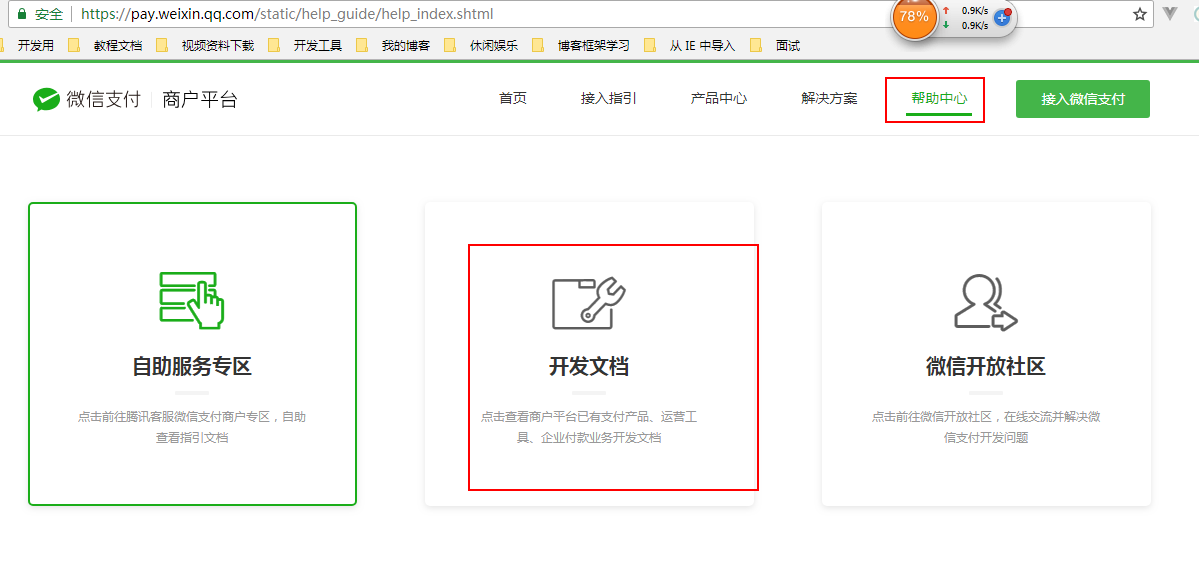 安全 https://pay.weixin.qq.com/static/help_guide/help_index.shtml
78% 0.9K/s
0.9K/s
开发用 教程文档 视频资料下载 开发工具 我的博客 休闲娱乐 博客框架学习 从 IE 中导入 面试
微信支付 商户平台 首页 接入指引 产品中心 解决方案 帮助中心 接入微信支付
自助服务专区
点击前往腾讯客服微信支付商户专区，自助
查看指引文档
开发文档
点击查看商户平台已有支付产品、运营工
具、企业付款业务开发文档
微信开放社区
点击前往微信开放社区，在线交流并解决微
信支付开发问题